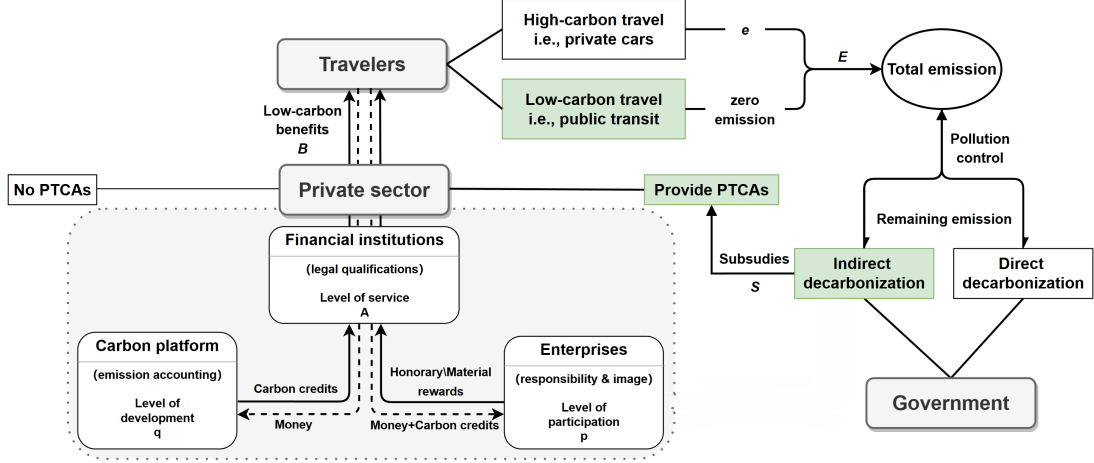 High-carbon travel
i.e., private cars
e
E
Total emission
Travelers
Low-carbon travel
i.e., public transit
zero
emission
Low-carbon
benefits
B
Pollution
control
No PTCAs
Private sector
Provide PTCAs
Remaining emission
Financial institutions
(legal qualifications)
Level of service
A
Subsudies
S
Indirect
decarbonization
Direct
decarbonization
Carbon platform
(emission accounting)
Level of
development
q
Carbon credits
Money
Honorary\Material
rewards
Money+Carbon credits
Enterprises
(responsibility & image)
Level of
participation
p
Government